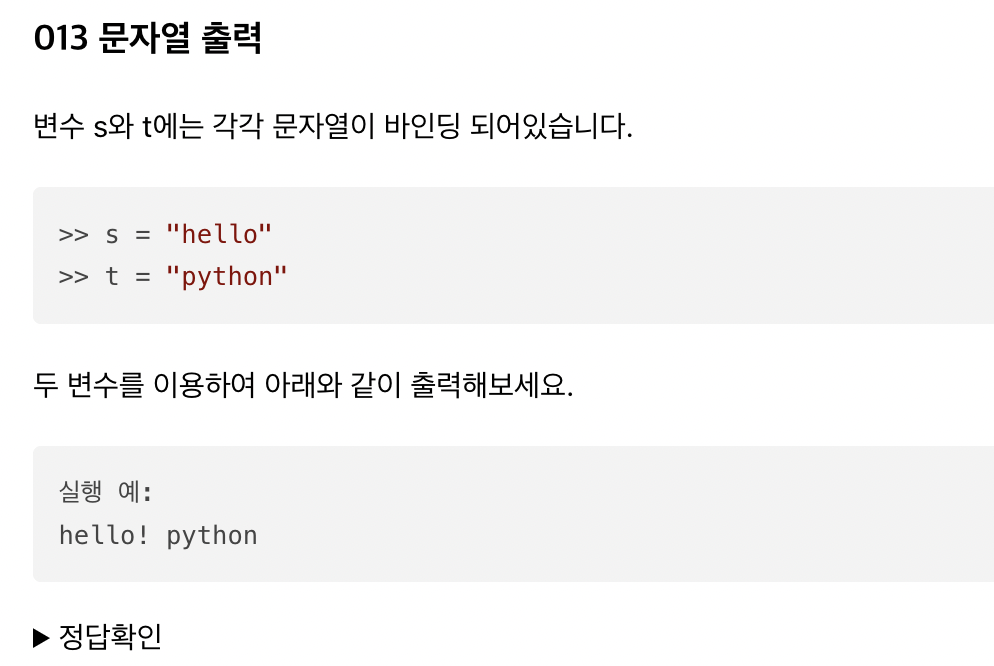 013 문자열 출력
변수 s와 t에는 각각 문자열이 바인딩 되어있습니다.
>> s = "hello"
>> t = "python"
두 변수를 이용하여 아래와 같이 출력해보세요.
실행 예:
hello! python
▶ 정답확인